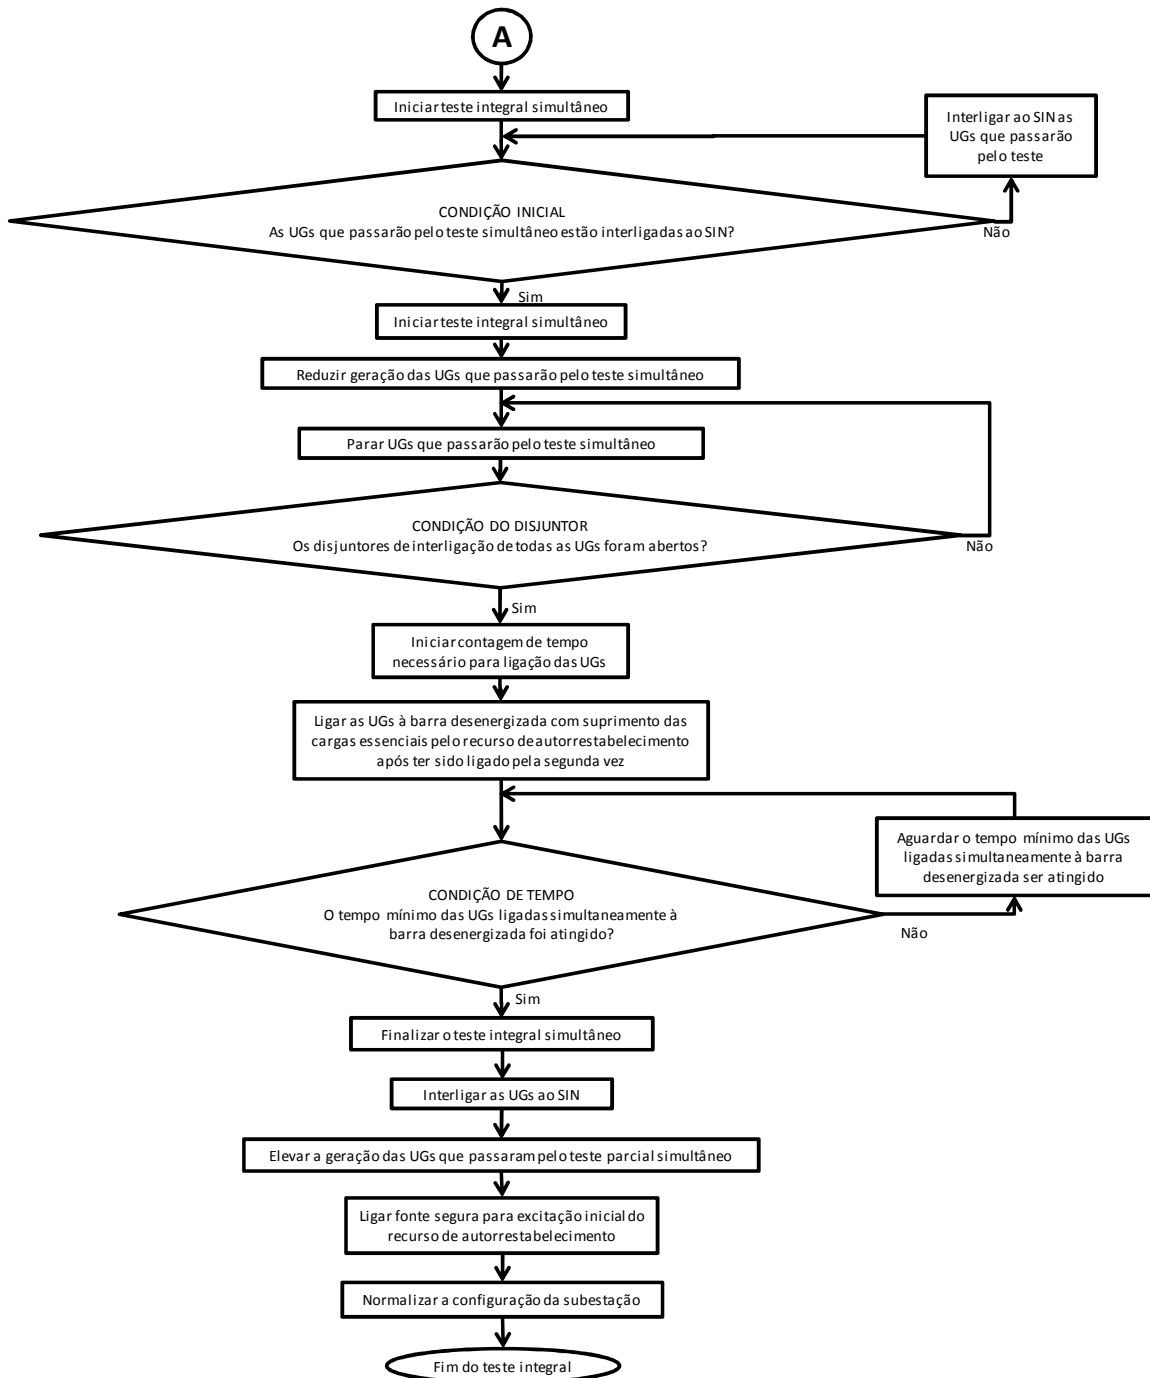 A
Iniciar teste integral simultâneo
Interligar ao SIN as
UGs que passarão
pelo teste
CONDIÇÃO INICIAL
As UGs que passarão pelo teste simultâneo estão interligadas ao SIN?
Não
Sim
Iniciar teste integral simultâneo
Reduzir geração das UGs que passarão pelo teste simultâneo
Parar UGs que passarão pelo teste simultâneo
CONDIÇÃO DO DISJUNTOR
Os disjuntores de interligação de todas as UGs foram abertos?
Não
Sim
Iniciar contagem de tempo
necessário para ligação das UGs
Ligar as UGs à barra desenergizada com suprimento das
cargas essenciais pelo recurso de autorrestabelecimento
após ter sido ligado pela segunda vez
Aguardar o tempo mínimo das UGs
ligadas simultaneamente à barra
desenergizada ser atingido
CONDIÇÃO DE TEMPO
O tempo mínimo das UGs ligadas simultaneamente à
barra desenergizada foi atingido?
Não
Sim
Finalizar o teste integral simultâneo
Interligar as UGs ao SIN
Elevar a geração das UGs que passaram pelo teste parcial simultâneo
Ligar fonte segura para excitação inicial do
recurso de autorrestabelecimento
Normalizar a configuração da subestação
Fim do teste integral